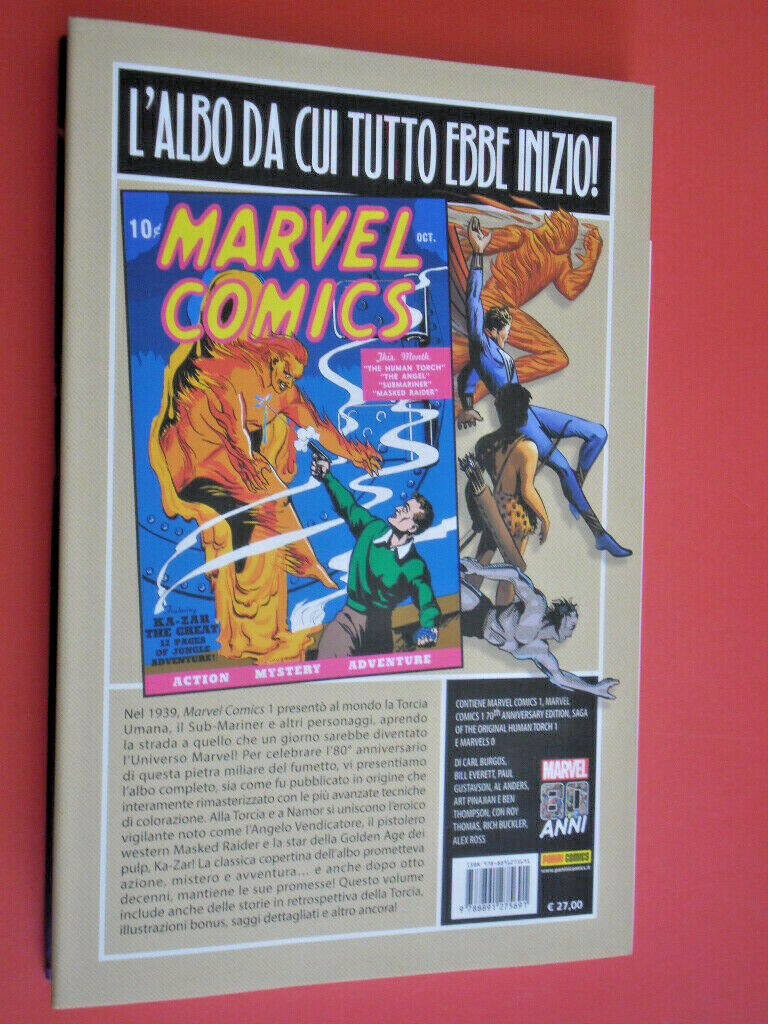 L'ALBO DA CUI TUTTO EBBE INIZIO!
10¢
MARVEL
OCT.
COMICS
This Month
"THE HUMAN TORCH"
"THE ANGEL"
"SUBMARINER"
"MASKED RAIDER"
Featuring
KA-ZAR
THE GREAT
12 PAGES
OF JUNGLE
ADVENTURE!
ACTION MYSTERY ADVENTURE
Nel 1939, Marvel Comics 1 presentò al mondo la Torcia
Umana, il Sub-Mariner e altri personaggi, aprendo
la strada a quello che un giorno sarebbe diventato
l'Universo Marvel! Per celebrare l'80° anniversario
di questa pietra miliare del fumetto, vi presentiamo
l'albo completo, sia come fu pubblicato in origine che
interamente rimasterizzato con le più avanzate tecniche
di colorazione. Alla Torcia e a Namor si uniscono l'eroico
vigilante noto come l'Angelo Vendicatore, il pistolero
western Masked Raider e la star della Golden Age dei
pulp, Ka-Zar! La classica copertina dell'albo prometteva
azione, mistero e avventura... e anche dopo otto
decenni, mantiene le sue promesse! Questo volume
include anche delle storie in retrospettiva della Torcia,
illustrazioni bonus, saggi dettagliati e altro ancora!
CONTIENE MARVEL COMICS 1, MARVEL
COMICS 1 70TH ANNIVERSARY EDITION, SAGA
OF THE ORIGINAL HUMAN TORCH 1
E MARVELS 0
DI CARL BURGOS,
BILL EVERETT, PAUL
GUSTAVSON, AL ANDERS,
ART PINAJIAN E BEN
THOMPSON, CON ROY
THOMAS, RICH BUCKLER,
ALEX ROSS
MARVEL
80
ANNI
PANINI COMICS
www.paninicomics.it
ISBN 978-8891275691
9 788891 275691
€ 27,00